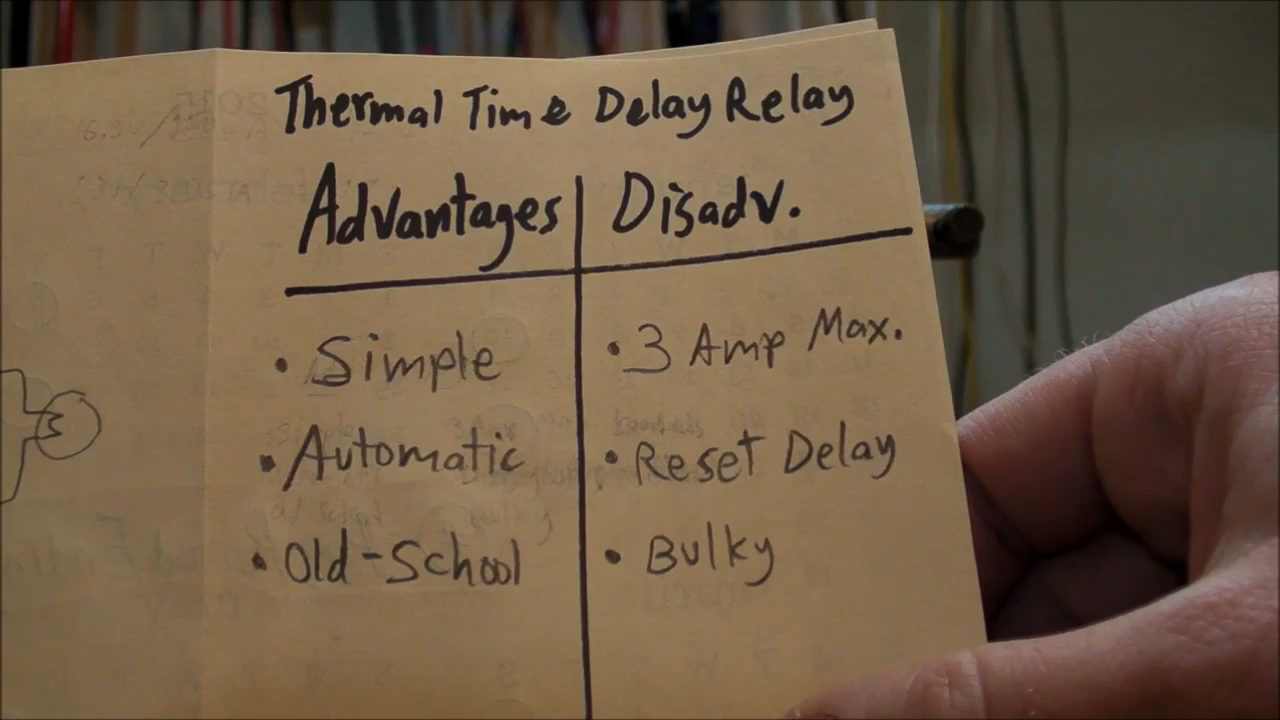 Thermal Time Delay Relay
Advantages Disadv.
• Simple • 3 Amp Max.
• Automatic • Reset Delay
• Old-School • Bulky